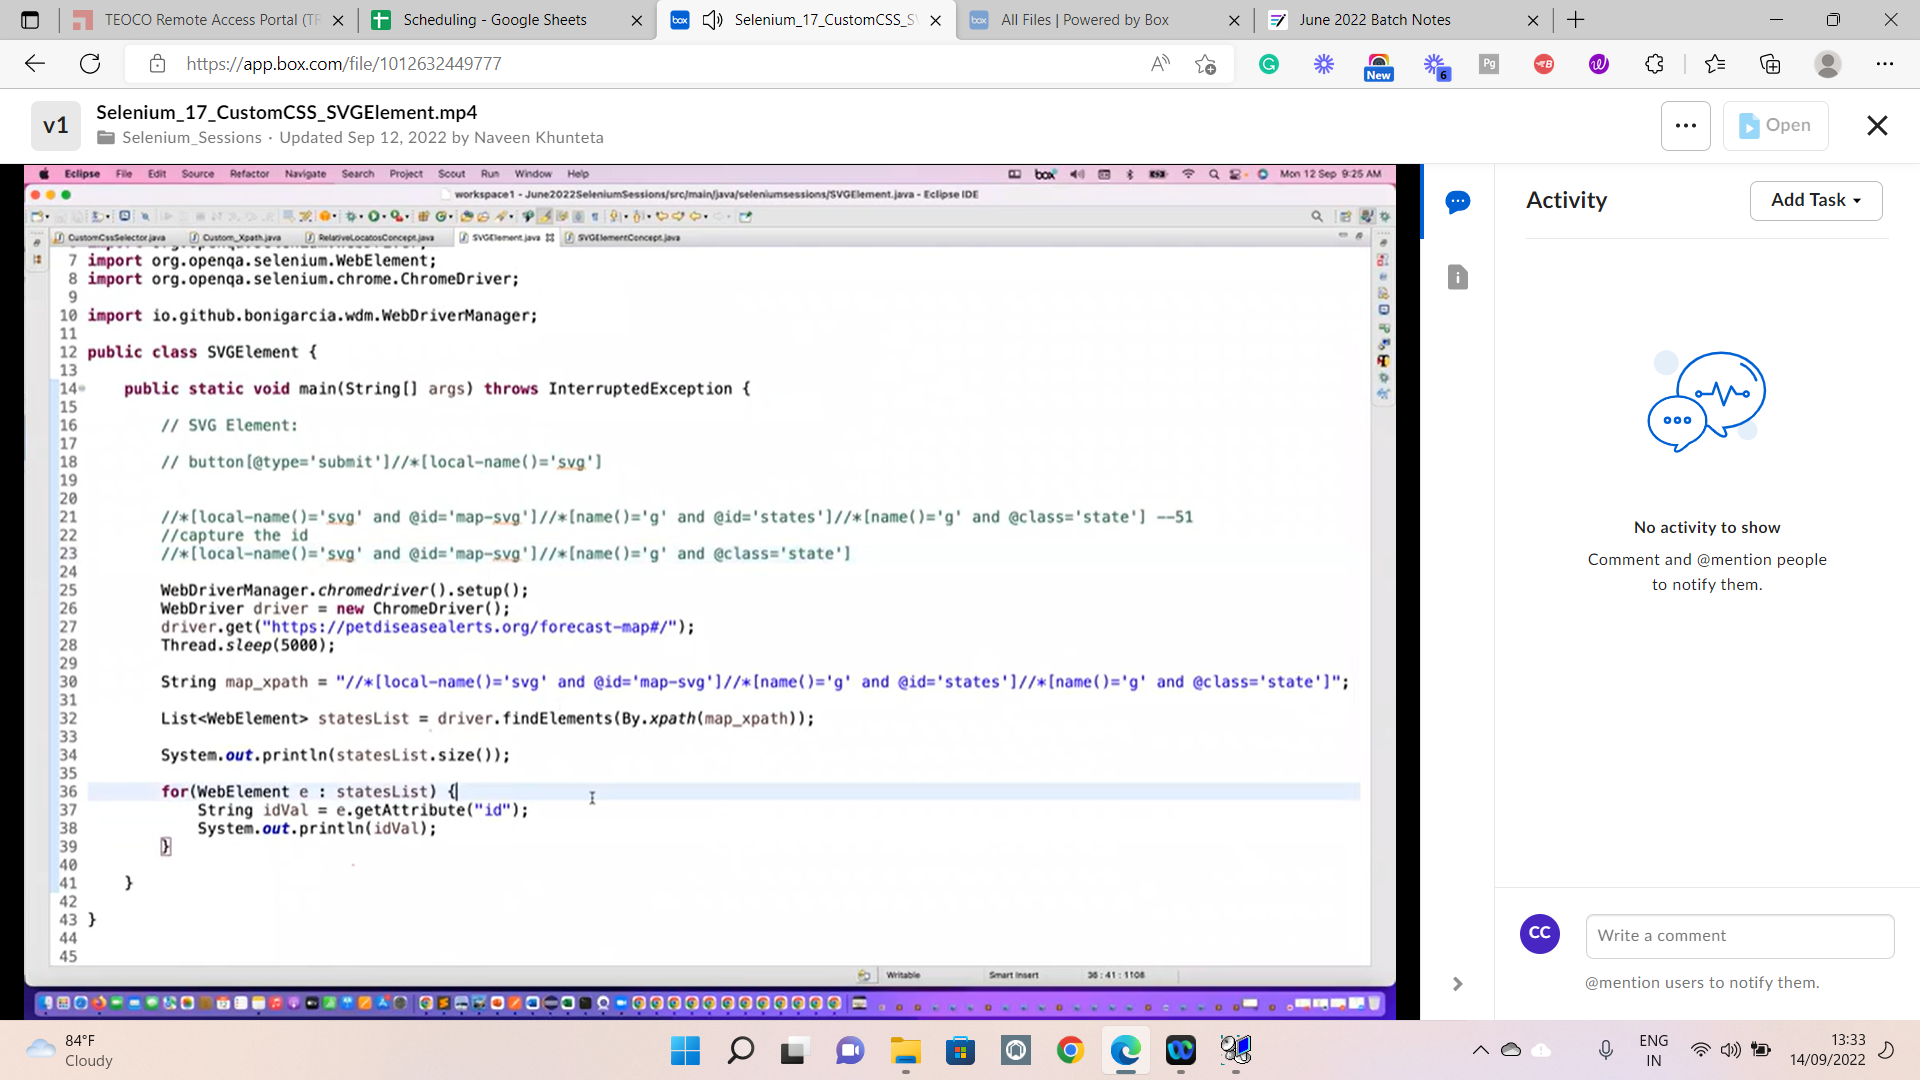 TEOCO Remote Access Portal (TF
Scheduling - Google Sheets
Selenium_17_CustomCSS_S
All Files | Powered by Box
June 2022 Batch Notes
https://app.box.com/file/1012632449777
New
6
Pg
v1
Selenium_17_CustomCSS_SVGElement.mp4
Selenium_Sessions · Updated Sep 12, 2022 by Naveen Khunteta
Open
Eclipse File Edit Source Refactor Navigate Search Project Scout Run Window Help
box
Mon 12 Sep 9:25 AM
workspace1 - June2022SeleniumSessions/src/main/java/seleniumsessions/SVGElement.java - Eclipse IDE
CustomCssSelector.java
Custom_Xpath.java
RelativeLocatosConcept.java
SVGElement.java
SVGElementConcept.java
7 import org.openqa.selenium.WebElement;
8 import org.openqa.selenium.chrome.ChromeDriver;
9
10 import io.github.bonigarcia.wdm.WebDriverManager;
11
12 public class SVGElement {
13
14 public static void main(String[] args) throws InterruptedException {
15
16 // SVG Element:
17
18 // button[@type='submit']//*[local-name()='svg']
19
20
21 //*[local-name()='svg' and @id='map-svg']//*[name()='g' and @id='states']//*[name()='g' and @class='state'] --51
22 //capture the id
23 //*[local-name()='svg' and @id='map-svg']//*[name()='g' and @class='state']
24
25 WebDriverManager.chromedriver().setup();
26 WebDriver driver = new ChromeDriver();
27 driver.get("https://petdiseasealerts.org/forecast-map#/");
28 Thread.sleep(5000);
29
30 String map_xpath = "//*[local-name()='svg' and @id='map-svg']//*[name()='g' and @id='states']//*[name()='g' and @class='state']";
31
32 List<WebElement> statesList = driver.findElements(By.xpath(map_xpath));
33
34 System.out.println(statesList.size());
35
36 for(WebElement e : statesList) {
37 String idVal = e.getAttribute("id");
38 System.out.println(idVal);
39 }
40
41 }
42
43 }
44
45
Writable
Smart Insert
36 : 41 : 1108
Activity
Add Task
No activity to show
Comment and @mention people
to notify them.
CC
Write a comment
@mention users to notify them.
84°F
Cloudy
ENG
IN
13:33
14/09/2022